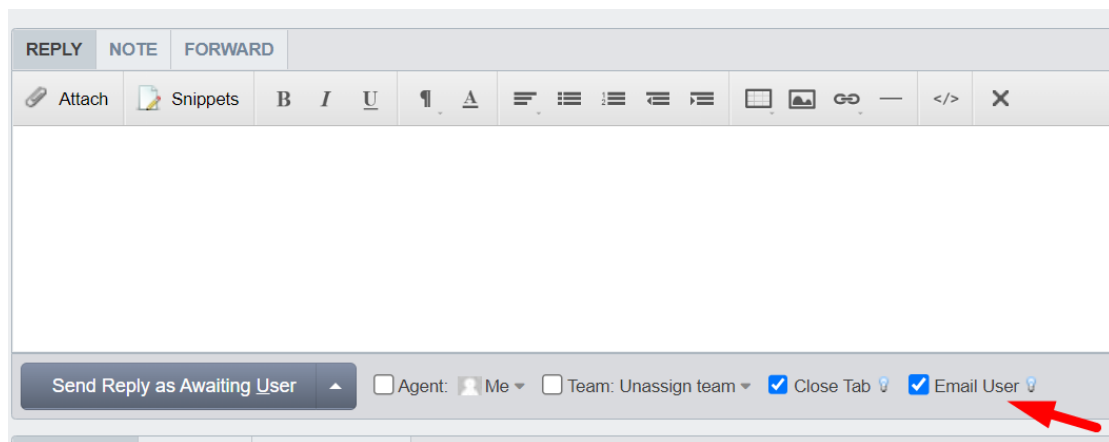 REPLY NOTE FORWARD
Attach Snippets B I U ¶ A </>
Send Reply as Awaiting User Agent: Me Team: Unassign team Close Tab Email User